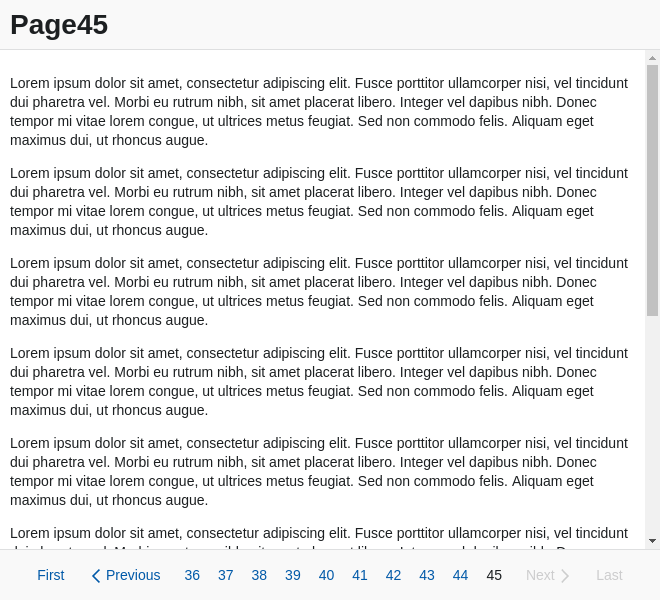 Page45
Lorem ipsum dolor sit amet, consectetur adipiscing elit. Fusce porttitor ullamcorper nisi, vel tincidunt
dui pharetra vel. Morbi eu rutrum nibh, sit amet placerat libero. Integer vel dapibus nibh. Donec
tempor mi vitae lorem congue, ut ultrices metus feugiat. Sed non commodo felis. Aliquam eget
maximus dui, ut rhoncus augue.
Lorem ipsum dolor sit amet, consectetur adipiscing elit. Fusce porttitor ullamcorper nisi, vel tincidunt
dui pharetra vel. Morbi eu rutrum nibh, sit amet placerat libero. Integer vel dapibus nibh. Donec
tempor mi vitae lorem congue, ut ultrices metus feugiat. Sed non commodo felis. Aliquam eget
maximus dui, ut rhoncus augue.
Lorem ipsum dolor sit amet, consectetur adipiscing elit. Fusce porttitor ullamcorper nisi, vel tincidunt
dui pharetra vel. Morbi eu rutrum nibh, sit amet placerat libero. Integer vel dapibus nibh. Donec
tempor mi vitae lorem congue, ut ultrices metus feugiat. Sed non commodo felis. Aliquam eget
maximus dui, ut rhoncus augue.
Lorem ipsum dolor sit amet, consectetur adipiscing elit. Fusce porttitor ullamcorper nisi, vel tincidunt
dui pharetra vel. Morbi eu rutrum nibh, sit amet placerat libero. Integer vel dapibus nibh. Donec
tempor mi vitae lorem congue, ut ultrices metus feugiat. Sed non commodo felis. Aliquam eget
maximus dui, ut rhoncus augue.
Lorem ipsum dolor sit amet, consectetur adipiscing elit. Fusce porttitor ullamcorper nisi, vel tincidunt
dui pharetra vel. Morbi eu rutrum nibh, sit amet placerat libero. Integer vel dapibus nibh. Donec
tempor mi vitae lorem congue, ut ultrices metus feugiat. Sed non commodo felis. Aliquam eget
maximus dui, ut rhoncus augue.
Lorem ipsum dolor sit amet, consectetur adipiscing elit. Fusce porttitor ullamcorper nisi, vel tincidunt
First Previous 36 37 38 39 40 41 42 43 44 45 Next Last